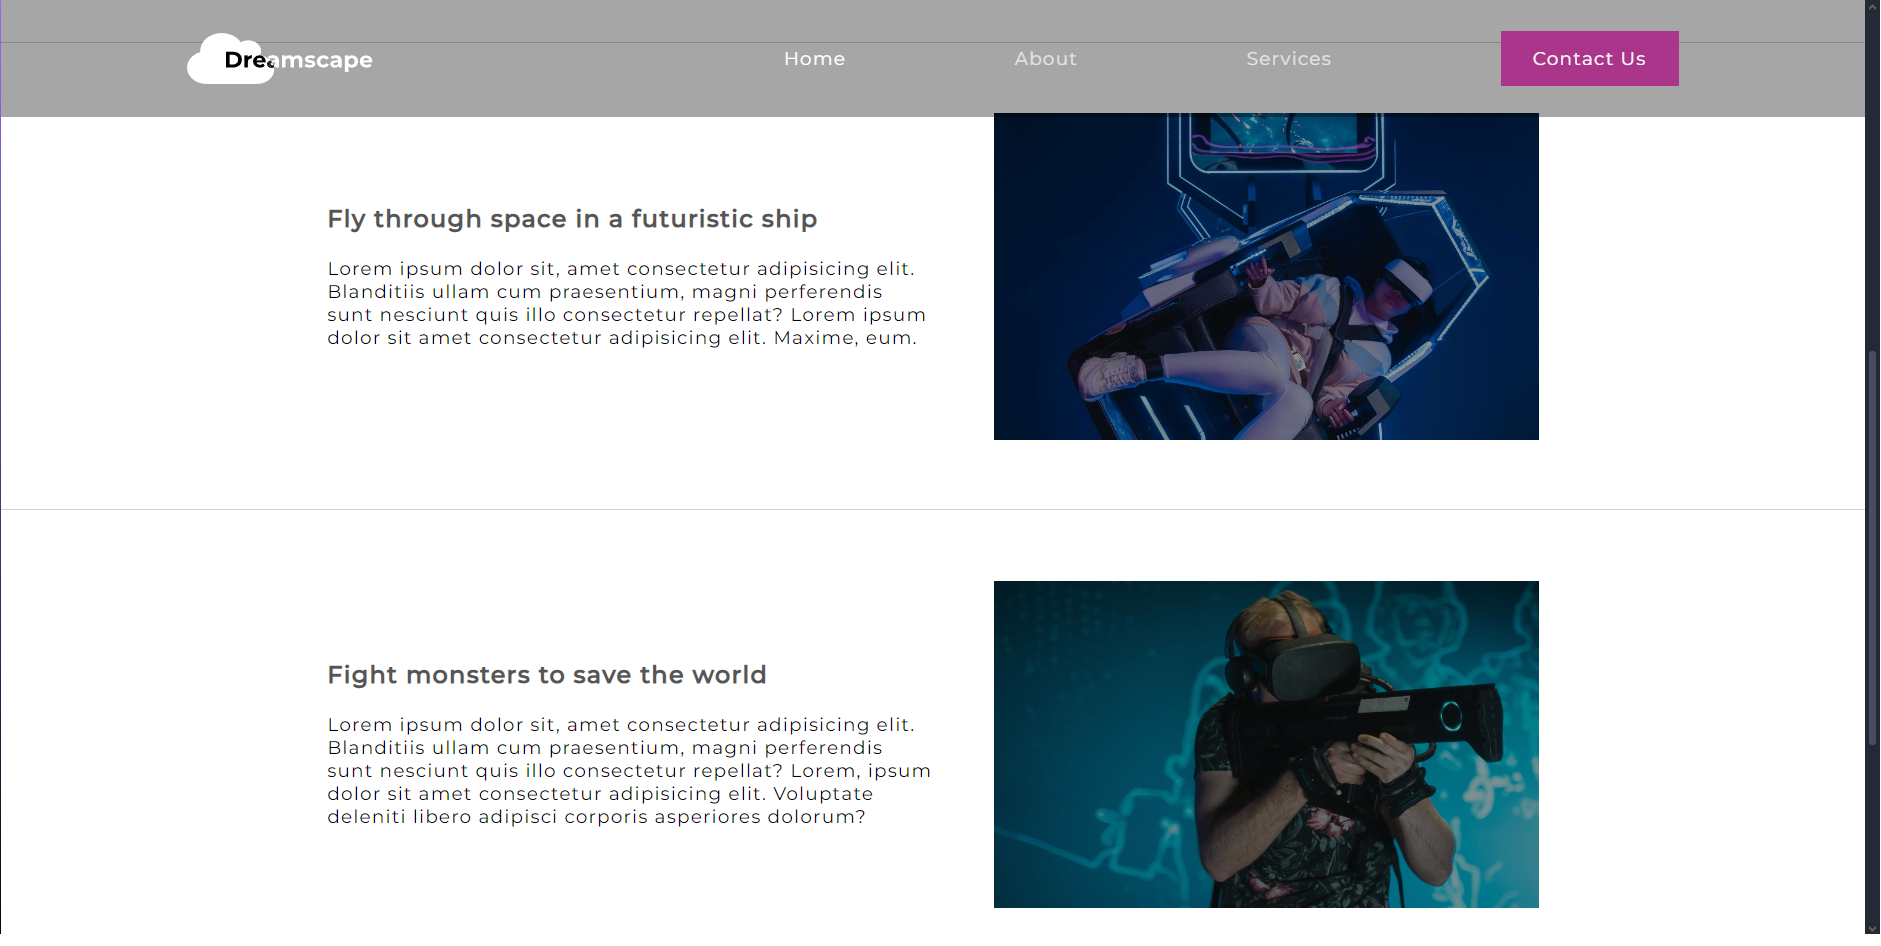 Dreamscape
Home
About
Services
Contact Us
Fly through space in a futuristic ship
Lorem ipsum dolor sit, amet consectetur adipisicing elit.
Blanditiis ullam cum praesentium, magni perferendis
sunt nesciunt quis illo consectetur repellat? Lorem ipsum
dolor sit amet consectetur adipisicing elit. Maxime, eum.
Fight monsters to save the world
Lorem ipsum dolor sit, amet consectetur adipisicing elit.
Blanditiis ullam cum praesentium, magni perferendis
sunt nesciunt quis illo consectetur repellat? Lorem, ipsum
dolor sit amet consectetur adipisicing elit. Voluptate
deleniti libero adipisci corporis asperiores dolorum?